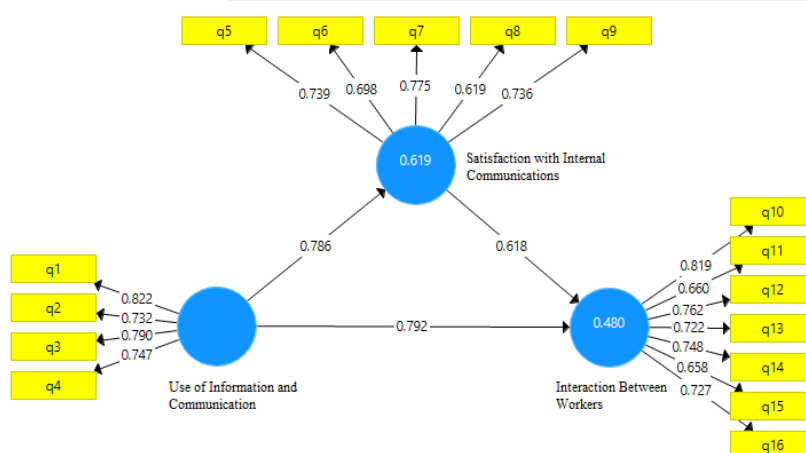 q5
q6
q7
q8
q9
0.739
0.698
0.775
0.619
0.736
0.619
Satisfaction with Internal
Communications
0.786
0.618
q10
q11
q12
q13
q14
q15
q16
0.819
0.660
0.762
0.722
0.748
0.658
0.727
q1
q2
q3
q4
0.822
0.732
0.790
0.747
0.792
0.480
Use of Information and
Communication
Interaction Between
Workers